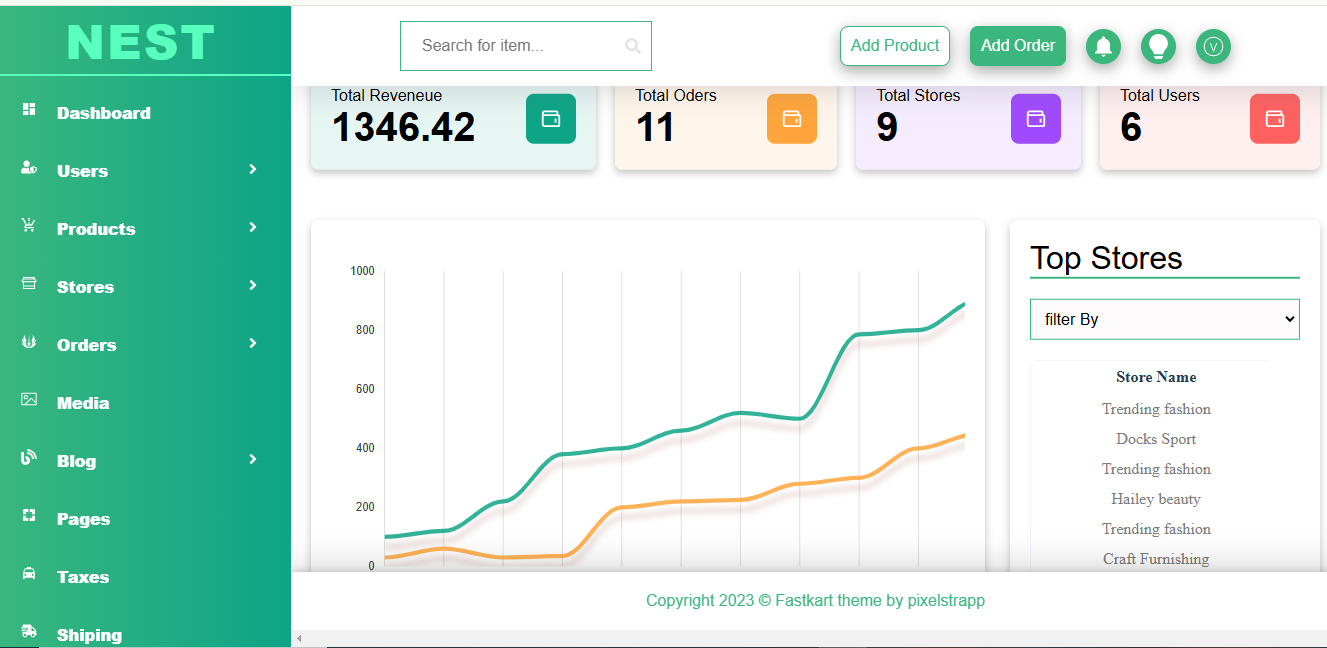 NEST
Search for item...
Add Product
Add Order
V
Dashboard
Users
Products
Stores
Orders
Media
Blog
Pages
Taxes
Shiping
Total Reveneue
1346.42
Total Oders
11
Total Stores
9
Total Users
6
1000
800
600
400
200
0
Top Stores
filter By
Store Name
Trending fashion
Docks Sport
Trending fashion
Hailey beauty
Trending fashion
Craft Furnishing
Copyright 2023 © Fastkart theme by pixelstrapp